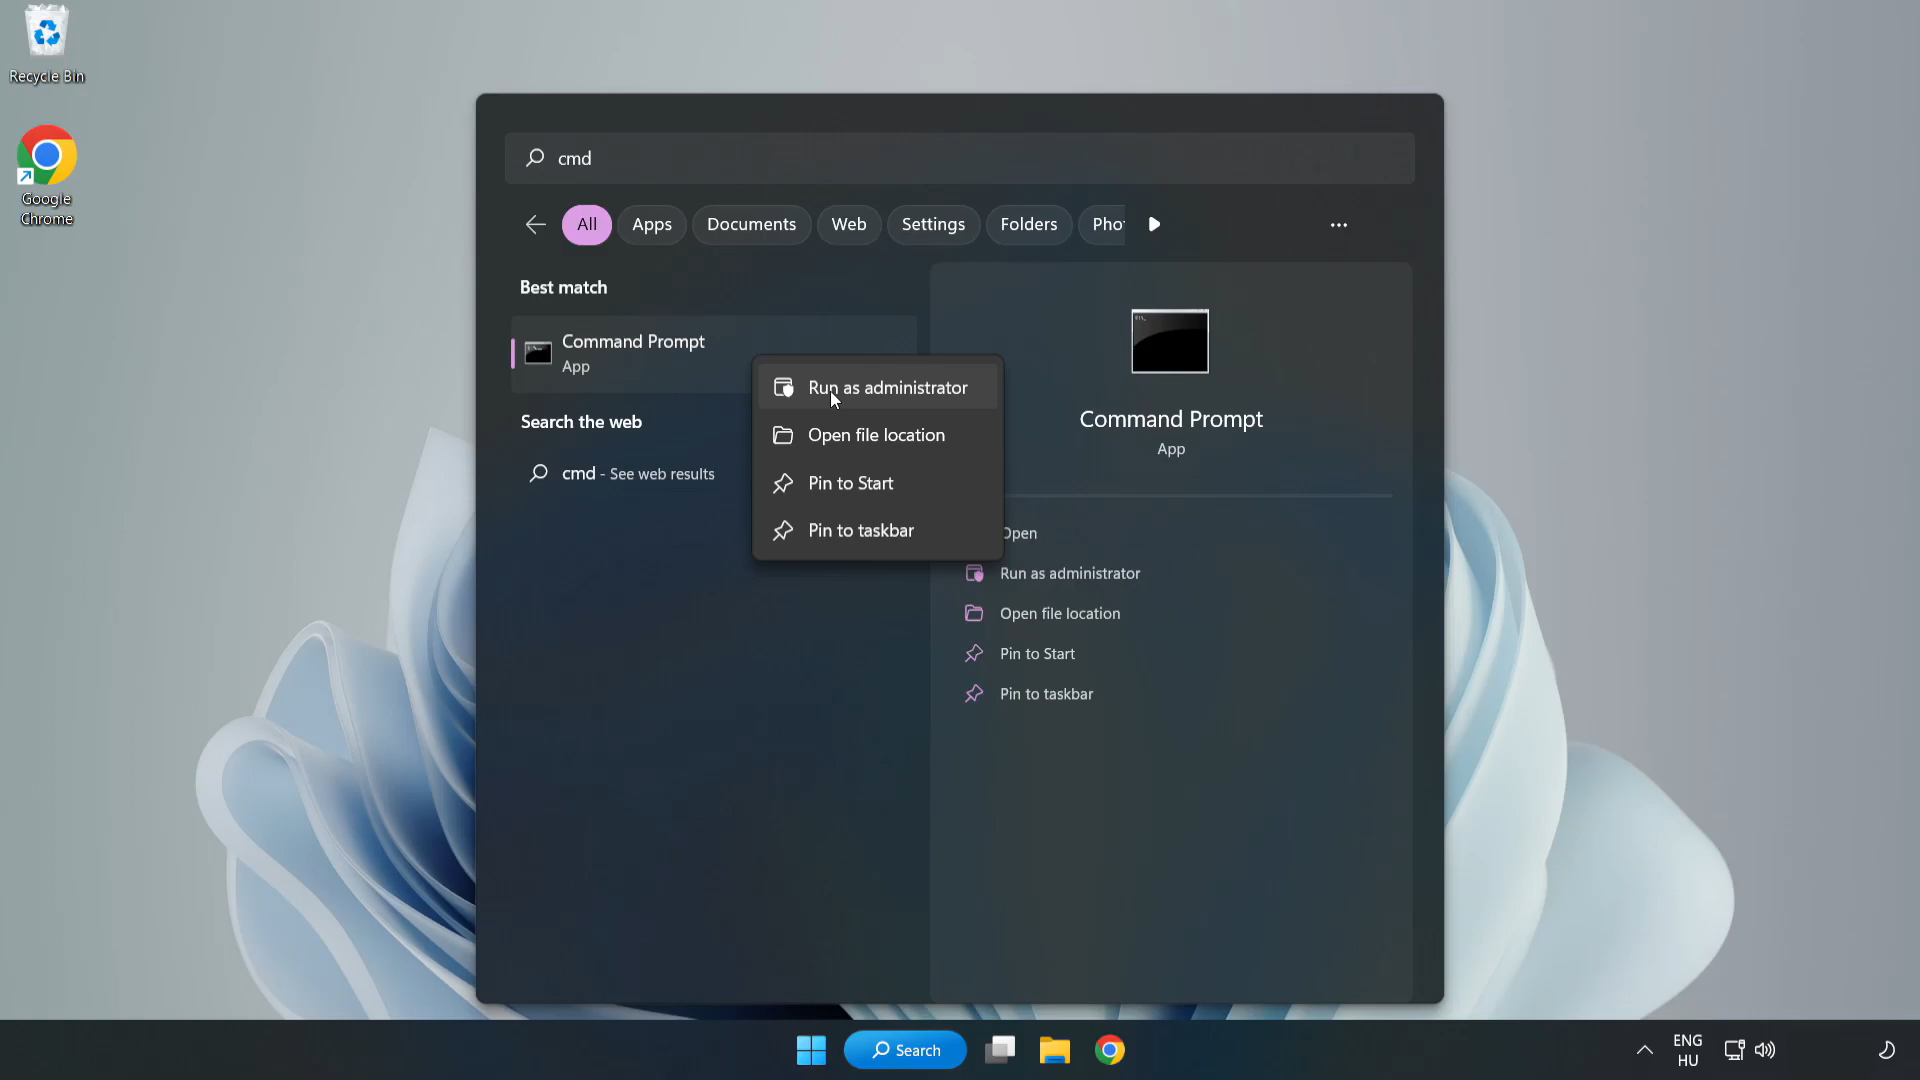 Recycle Bin
Google
Chrome
cmd
All
Apps
Documents
Web
Settings
Folders
Pho
Best match
Command Prompt
App
Search the web
cmd - See web results
Run as administrator
Open file location
Pin to Start
Pin to taskbar
Command Prompt
App
Open
Run as administrator
Open file location
Pin to Start
Pin to taskbar
Search
ENG
HU